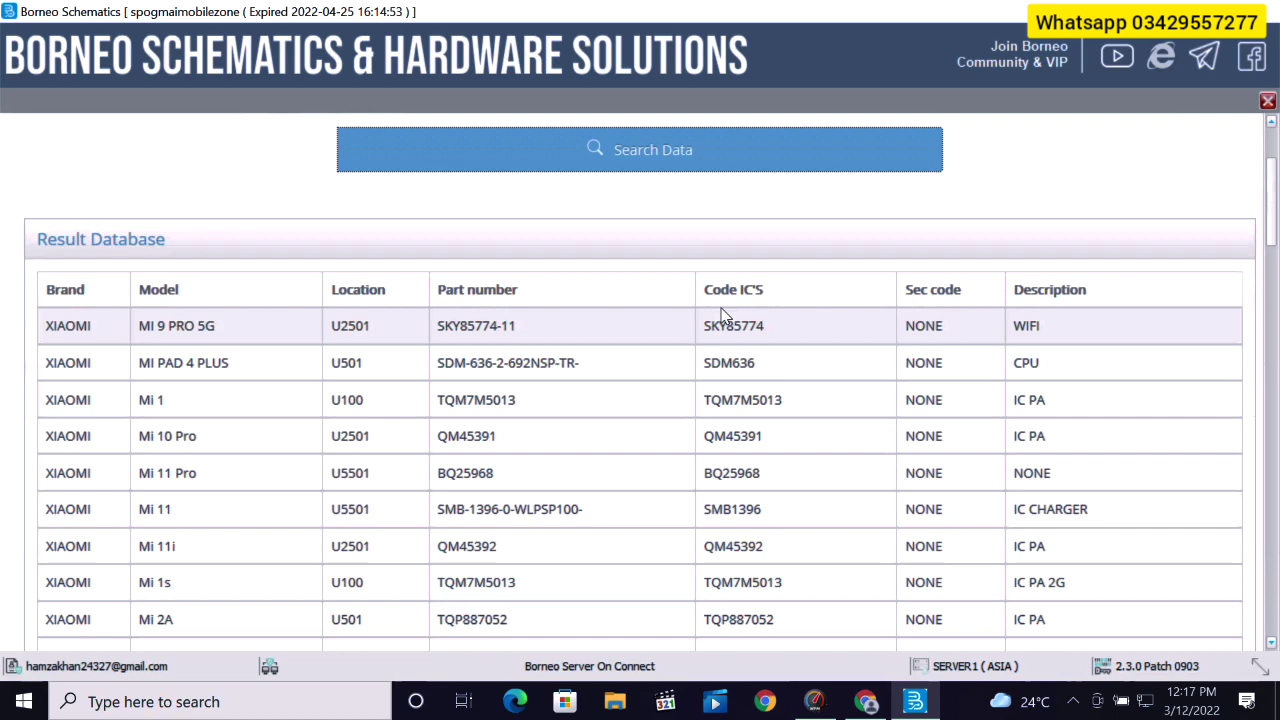 Borneo Schematics [ spogmaimobilezone ( Expired 2022-04-25 16:14:53 ) ]
Whatsapp 03429557277
BORNEO SCHEMATICS & HARDWARE SOLUTIONS
Join Borneo
Community & VIP
Search Data
Result Database
Brand Model Location Part number Code IC'S Sec code Description
XIAOMI MI 9 PRO 5G U2501 SKY85774-11 SKY85774 NONE WIFI
XIAOMI MI PAD 4 PLUS U501 SDM-636-2-692NSP-TR- SDM636 NONE CPU
XIAOMI Mi 1 U100 TQM7M5013 TQM7M5013 NONE IC PA
XIAOMI Mi 10 Pro U2501 QM45391 QM45391 NONE IC PA
XIAOMI Mi 11 Pro U5501 BQ25968 BQ25968 NONE NONE
XIAOMI Mi 11 U5501 SMB-1396-0-WLPSP100- SMB1396 NONE IC CHARGER
XIAOMI Mi 11i U2501 QM45392 QM45392 NONE IC PA
XIAOMI Mi 1s U100 TQM7M5013 TQM7M5013 NONE IC PA 2G
XIAOMI Mi 2A U501 TQP887052 TQP887052 NONE IC PA
hamzakhan24327@gmail.com Borneo Server On Connect SERVER1 ( ASIA ) 2.3.0 Patch 0903
Type here to search 321 24°C 12:17 PM
3/12/2022